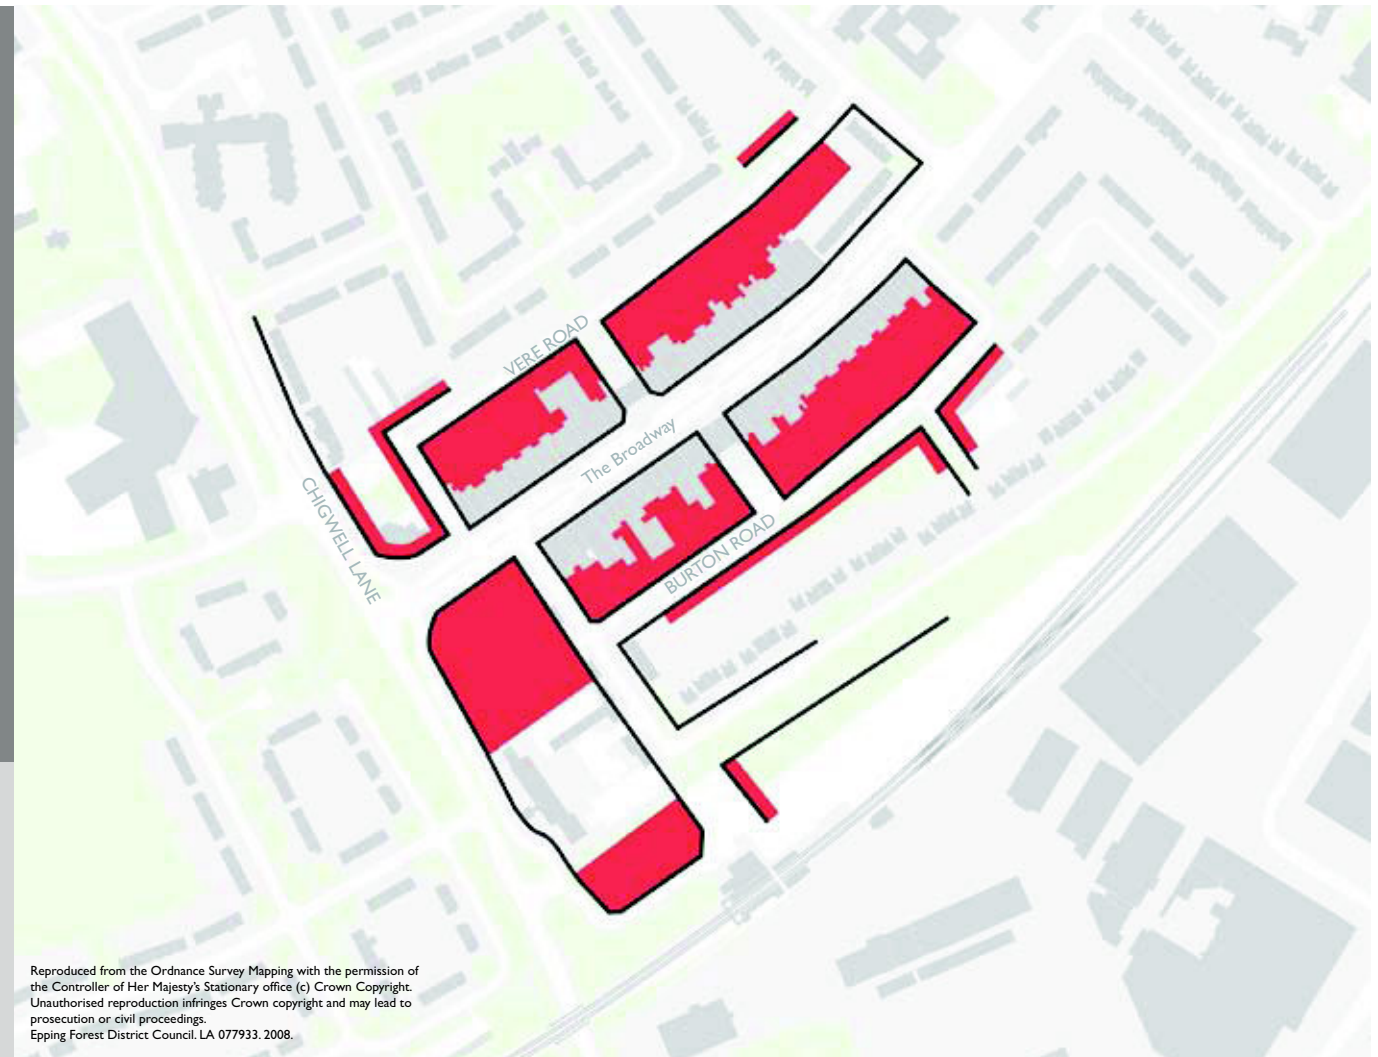 VERE ROAD
The Broadway
CHIGWELL LANE
BURTON ROAD
Reproduced from the Ordnance Survey Mapping with the permission of
the Controller of Her Majesty's Stationary office (c) Crown Copyright.
Unauthorised reproduction infringes Crown copyright and may lead to
prosecution or civil proceedings.
Epping Forest District Council. LA 077933. 2008.